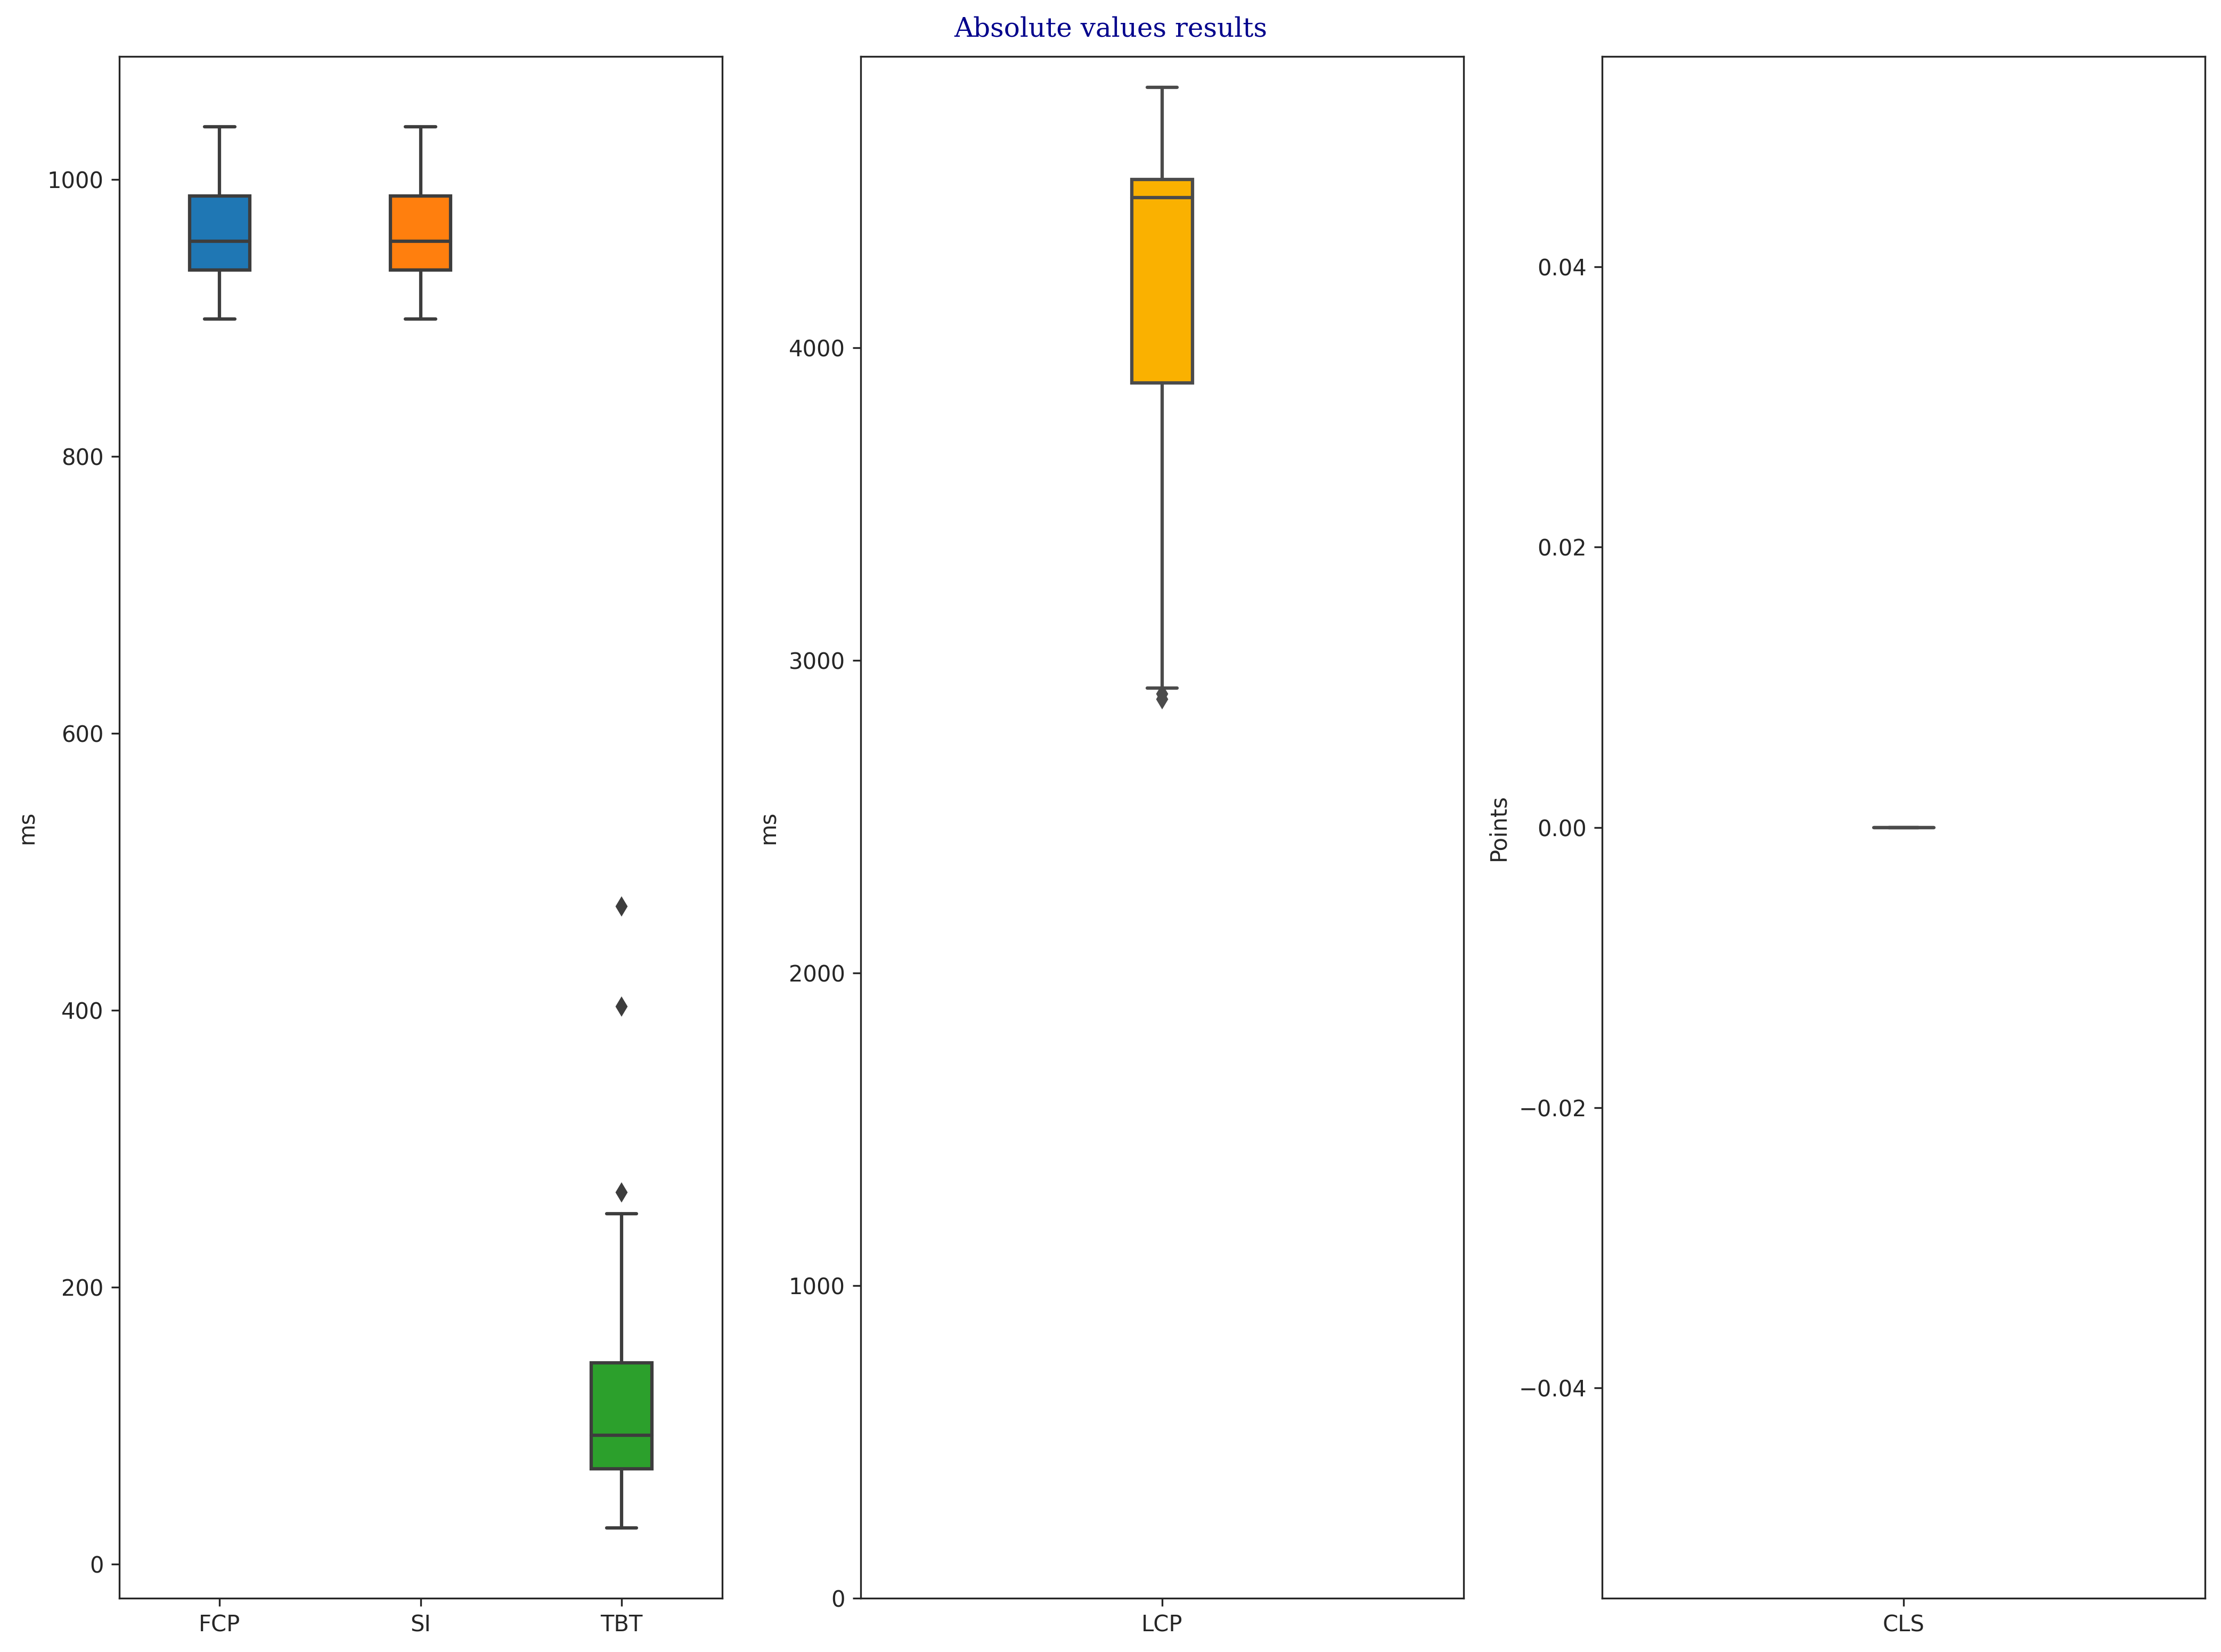 Absolute values results
ms
1000
800
600
400
200
0
FCP SI TBT
ms
4000
3000
2000
1000
0
LCP
Points
0.04
0.02
0.00
−0.02
−0.04
CLS